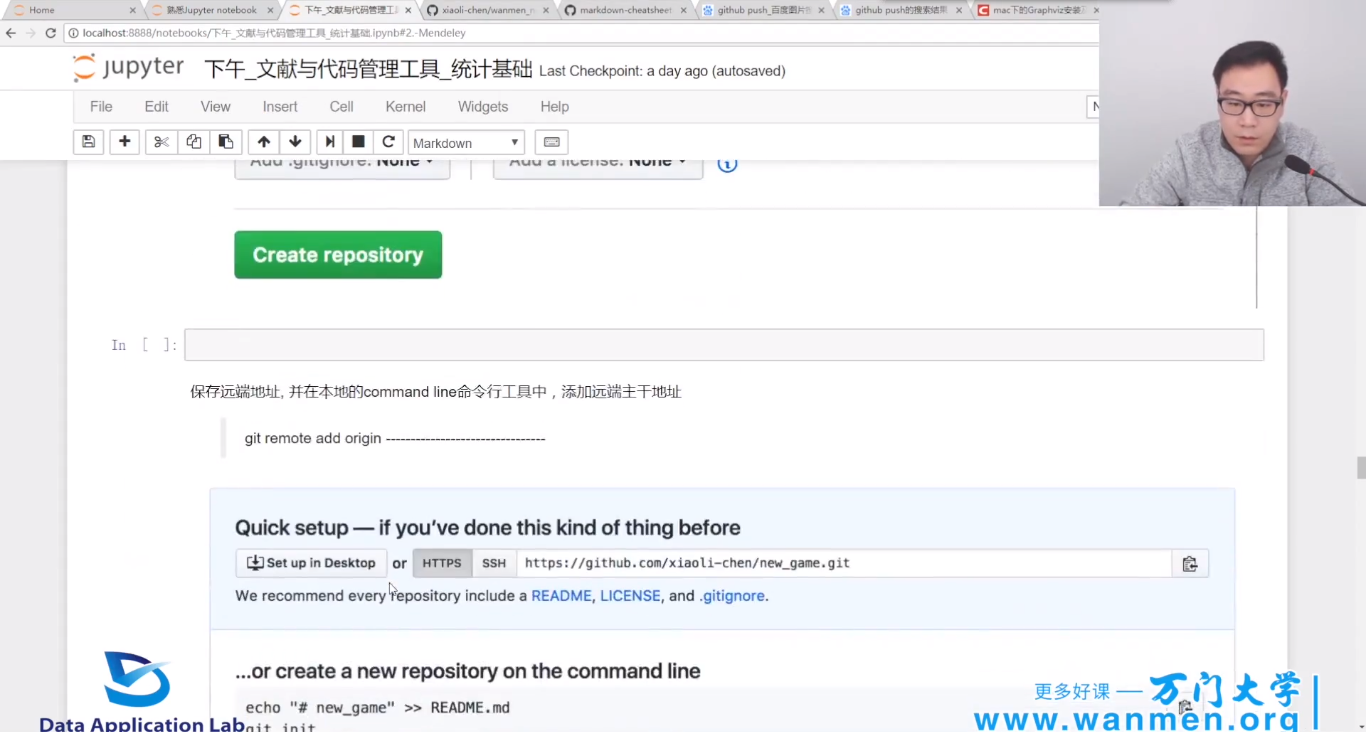 Home
熟悉Jupyter notebook
下午_文献与代码管理工
xiaoli-chen/wanmen_n
markdown-cheatsheet
github push_百度图片
github push的搜索结果
mac下的Graphviz安装
localhost:8888/notebooks/下午_文献与代码管理工具_统计基础.ipynb#2.-Mendeley
jupyter 下午_文献与代码管理工具_统计基础 Last Checkpoint: a day ago (autosaved)
File Edit View Insert Cell Kernel Widgets Help
Markdown
Add .gitignore: None
Add a license: None
Create repository
In [ ]:
保存远端地址, 并在本地的command line命令行工具中，添加远端主干地址
git remote add origin --------------------------------
Quick setup — if you've done this kind of thing before
Set up in Desktop or HTTPS SSH https://github.com/xiaoli-chen/new_game.git
We recommend every repository include a README, LICENSE, and .gitignore.
...or create a new repository on the command line
echo "# new_game" >> README.md
git init
Data Application Lab
更多好课 — 万门大学
www.wanmen.org